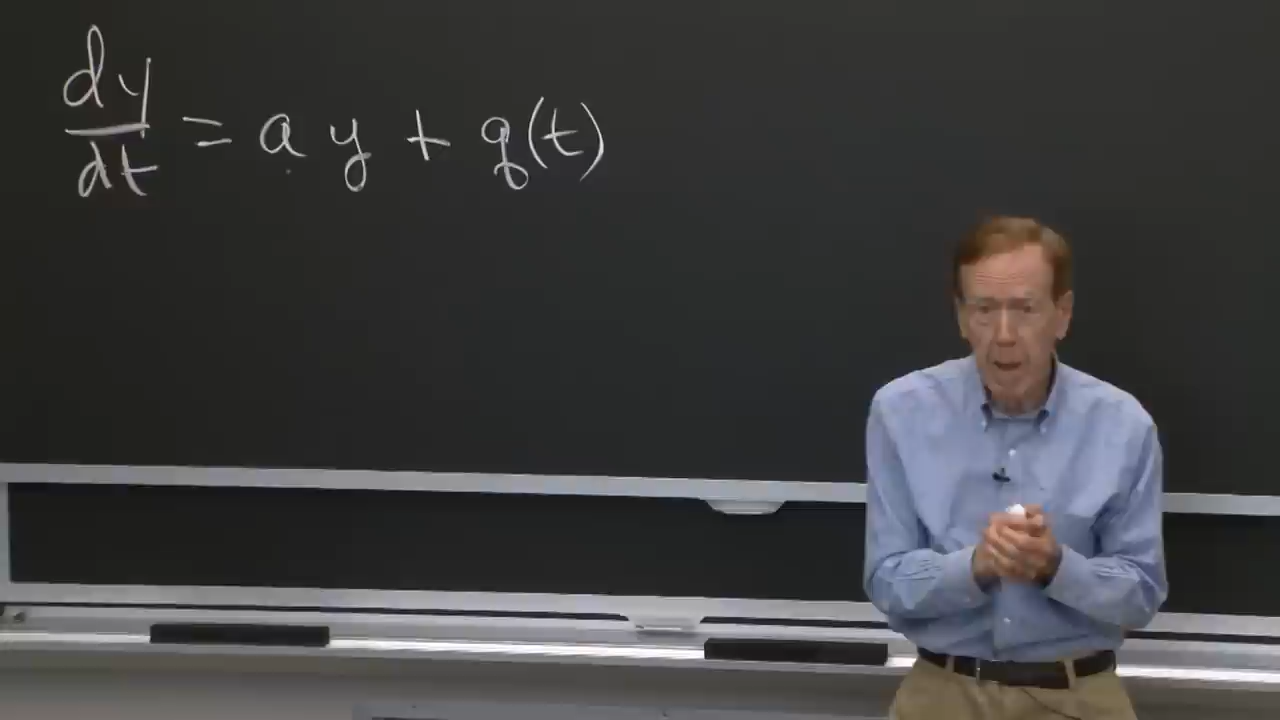 dy/dt = a y + q(t)